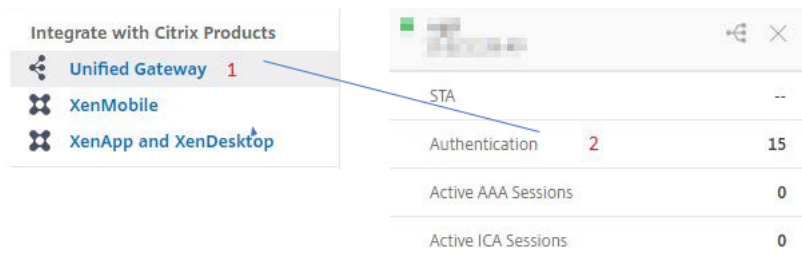 Integrate with Citrix Products
Unified Gateway 1
XenMobile
XenApp and XenDesktop
STA --
Authentication 2 15
Active AAA Sessions 0
Active ICA Sessions 0